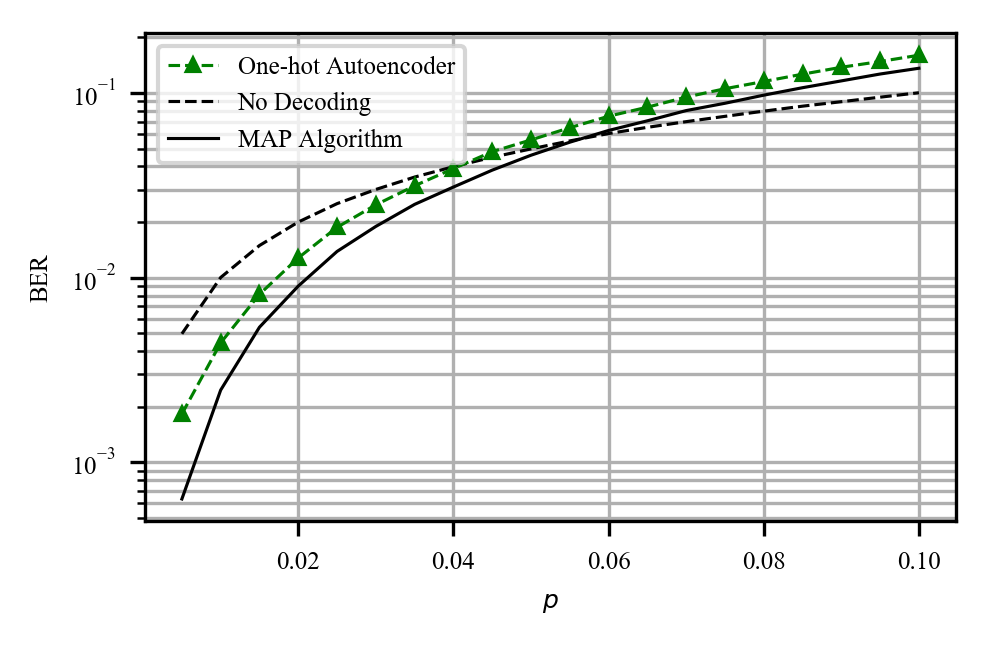 One-hot Autoencoder
No Decoding
MAP Algorithm
10⁻¹
10⁻²
10⁻³
BER
0.02 0.04 0.06 0.08 0.10
p